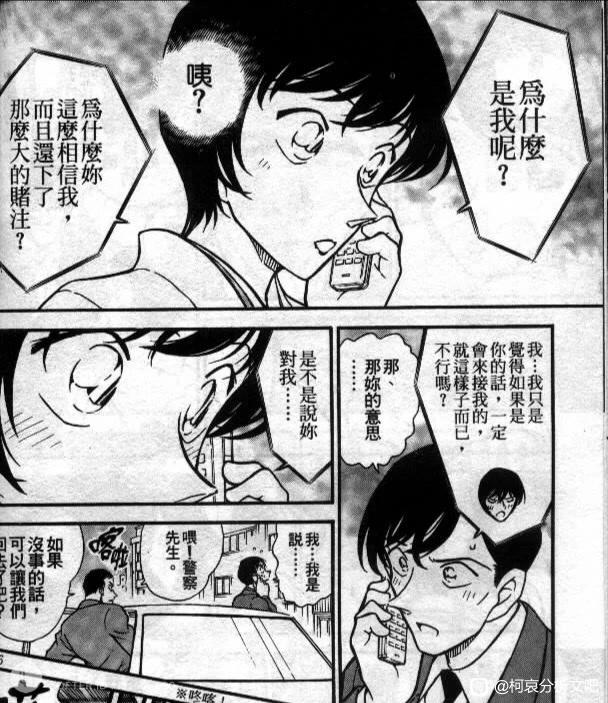 為什麼
是我呢？
咦？
為什麼妳
這麼相信我，
而且還下了
那麼大的賭注？
我…我只是
覺得如果是
你的話，一定
會來接我的，
就這樣子而已，
不行嗎？
那、
那妳的意思
……
是不是說妳
對我……
我…我是
說……
喂！警察
先生。
喀啦
如果
沒事的話，
可以讓我們
回去了吧？
※咚咚！
@柯哀分析文吧